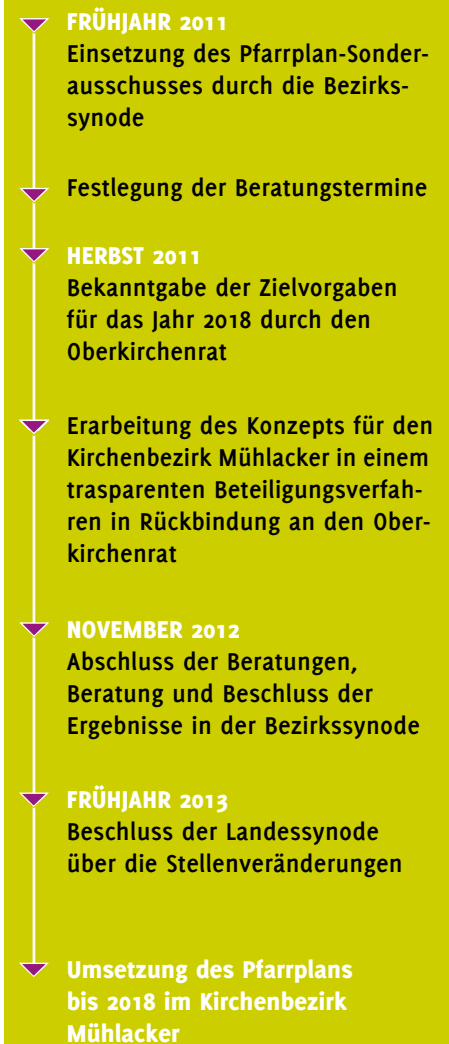 FRÜHJAHR 2011
Einsetzung des Pfarrplan-Sonder-
ausschusses durch die Bezirks-
synode
Festlegung der Beratungstermine
HERBST 2011
Bekanntgabe der Zielvorgaben
für das Jahr 2018 durch den
Oberkirchenrat
Erarbeitung des Konzepts für den
Kirchenbezirk Mühlacker in einem
trasparenten Beteiligungsverfah-
ren in Rückbindung an den Ober-
kirchenrat
NOVEMBER 2012
Abschluss der Beratungen,
Beratung und Beschluss der
Ergebnisse in der Bezirkssynode
FRÜHJAHR 2013
Beschluss der Landessynode
über die Stellenveränderungen
Umsetzung des Pfarrplans
bis 2018 im Kirchenbezirk
Mühlacker